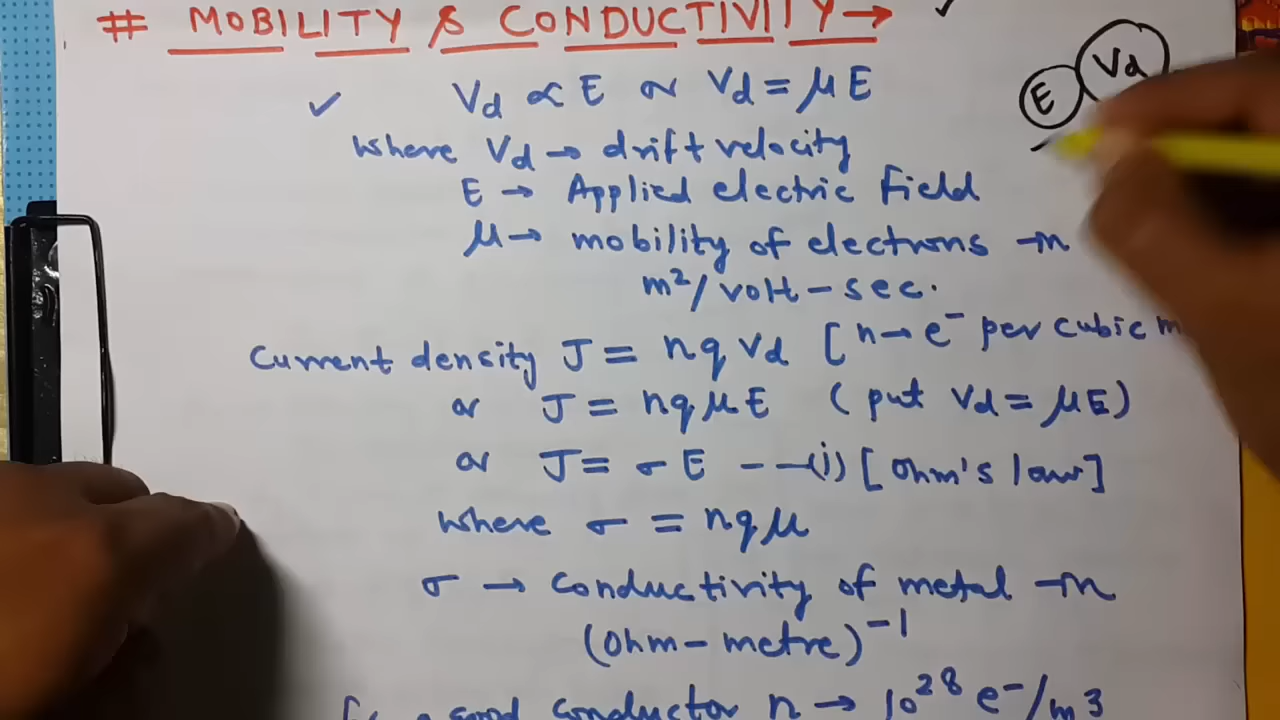 # MOBILITY & CONDUCTIVITY →
Vd ∝ E or Vd = μE
E Vd
where Vd → drift velocity
E → Applied electric field
μ → mobility of electrons in
m²/volt-sec.
Current density J = nqVd [n → e⁻ per cubic
or J = nqμE (put Vd = μE)
or J = σE ---(i) [ohm's law]
where σ = nqμ
σ → conductivity of metal in
(ohm-metre)⁻¹
good conductor n → 10²⁸ e⁻/m3